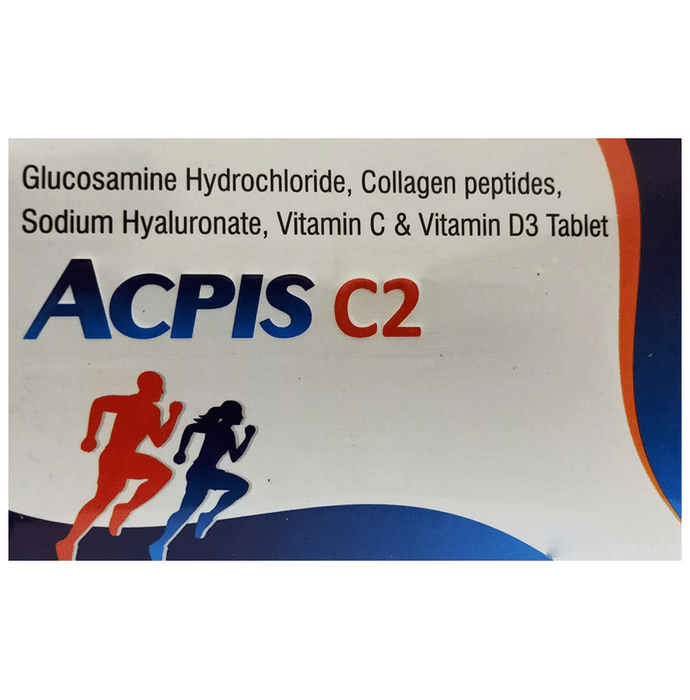 Glucosamine Hydrochloride, Collagen peptides,
Sodium Hyaluronate, Vitamin C & Vitamin D3 Tablet
ACPIS C2